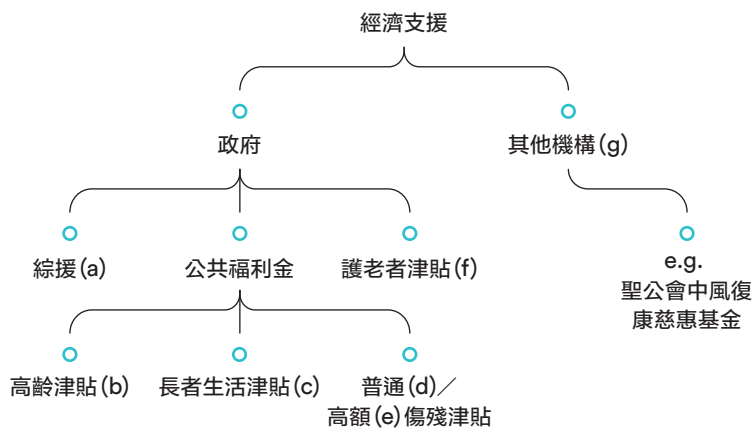 經濟支援
政府
其他機構(g)
綜援(a)
公共福利金
護老者津貼(f)
e.g.
聖公會中風復
康慈惠基金
高齡津貼(b)
長者生活津貼(c)
普通(d)／
高額(e)傷殘津貼